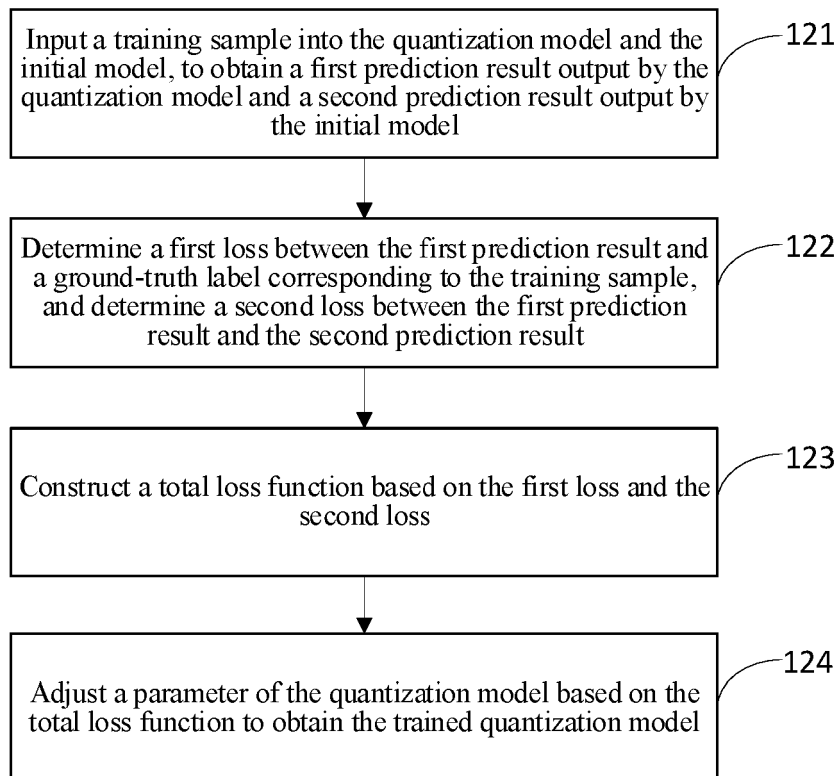 Input a training sample into the quantization model and the
initial model, to obtain a first prediction result output by the
quantization model and a second prediction result output by
the initial model
121
Determine a first loss between the first prediction result and
a ground-truth label corresponding to the training sample,
and determine a second loss between the first prediction
result and the second prediction result
122
Construct a total loss function based on the first loss and the
second loss
123
Adjust a parameter of the quantization model based on the
total loss function to obtain the trained quantization model
124